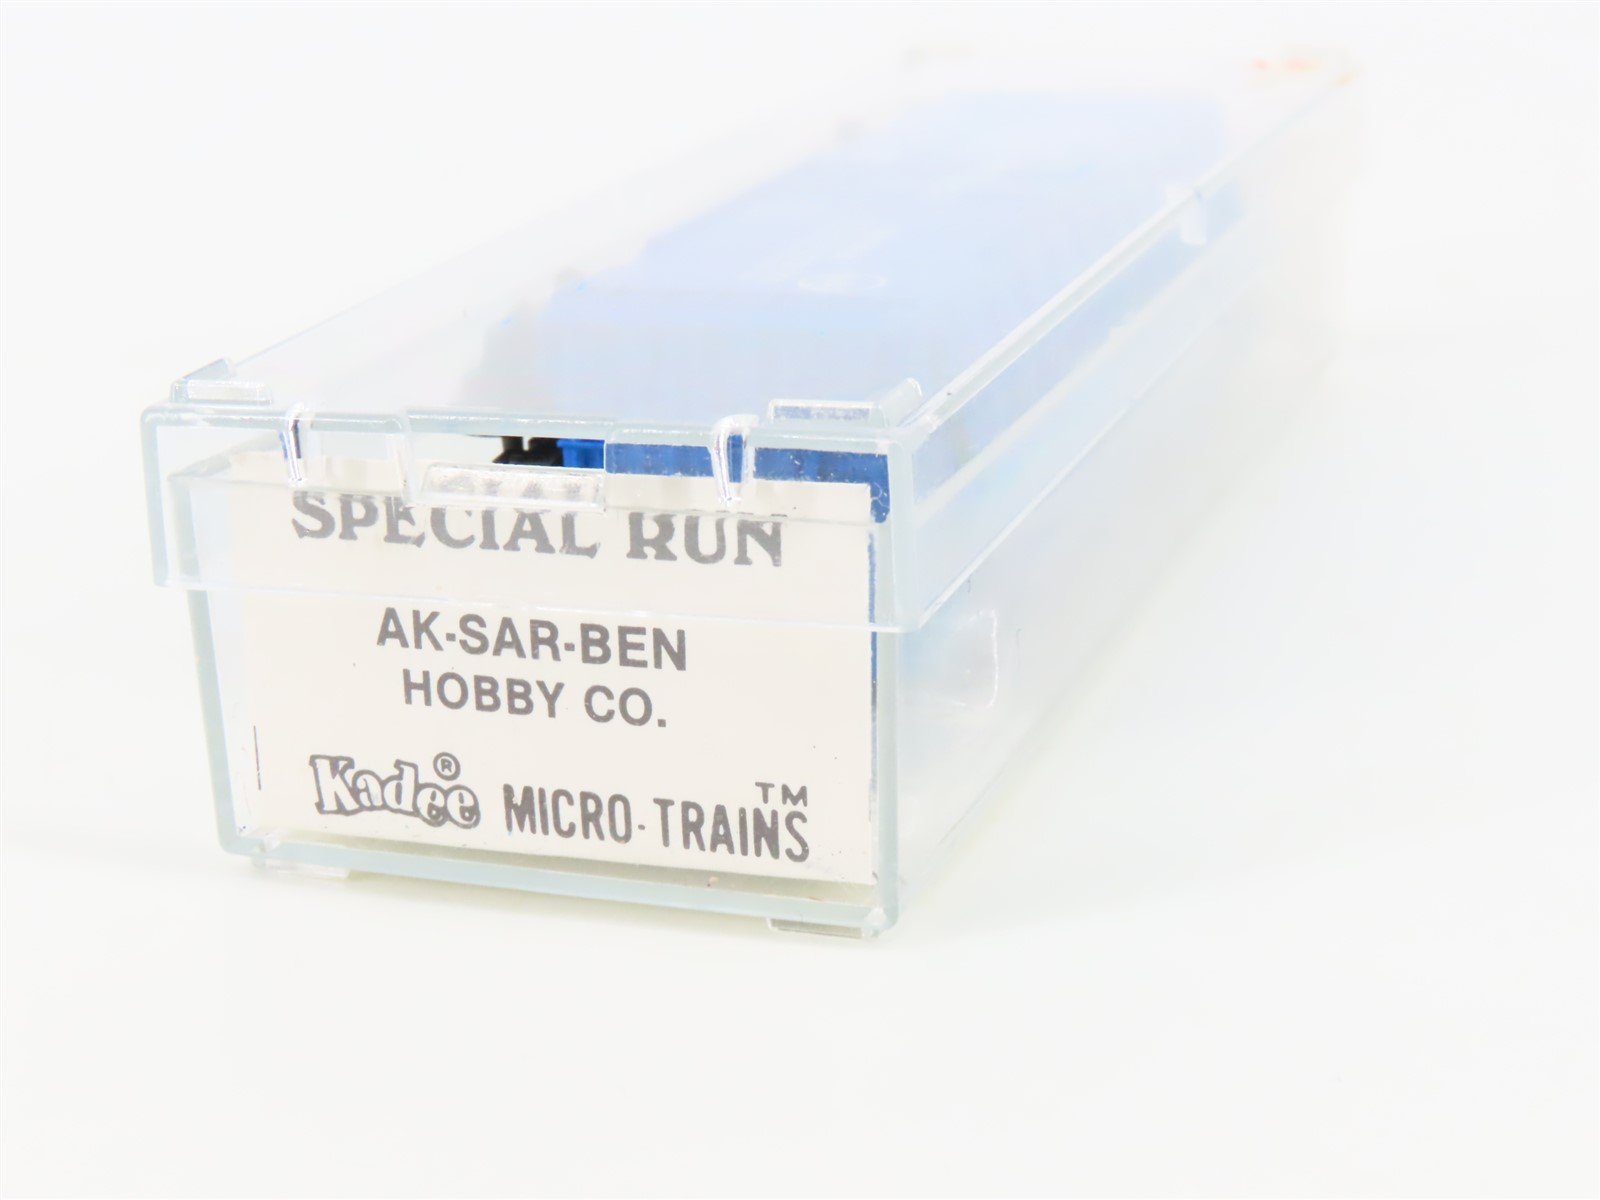 SPECIAL RUN
AK-SAR-BEN
HOBBY CO.
Kadee® MICRO-TRAINS™